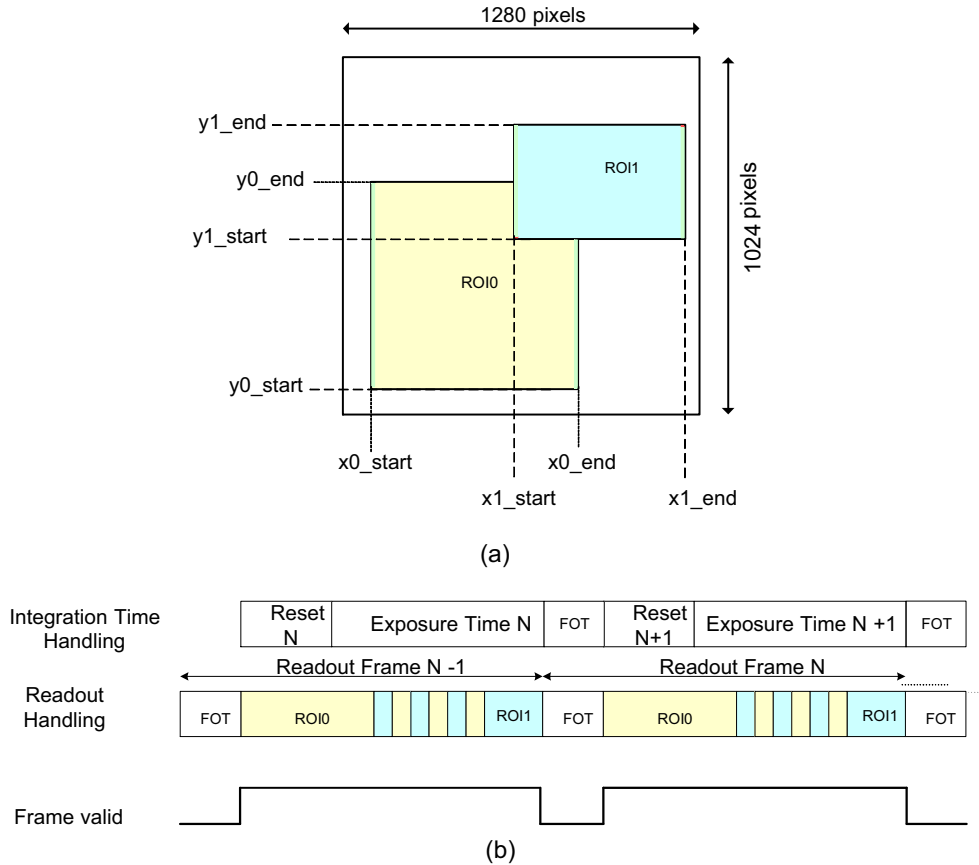 1280 pixels
y1_end
ROI1
y0_end
1024 pixels
y1_start
ROI0
y0_start
x0_start
x0_end
x1_start
x1_end
(a)
Integration Time
Handling
Reset
N
Exposure Time N
FOT
Reset
N+1
Exposure Time N +1
FOT
Readout Frame N -1
Readout Frame N
Readout
Handling
FOT
ROI0
ROI1
FOT
ROI0
ROI1
FOT
Frame valid
(b)